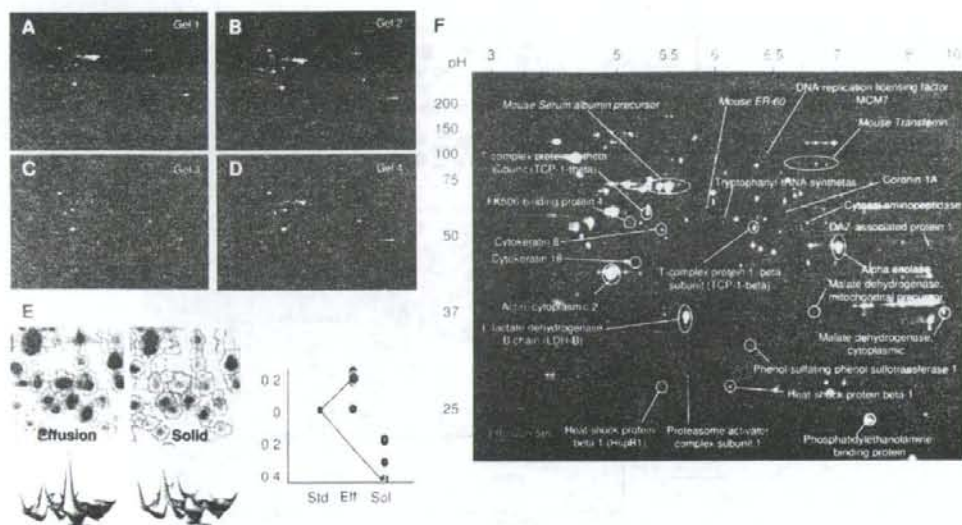 A
Gel 1
B
Gel 2
C
Gel 3
D
Gel 4
E
Effusion
Solid
0 2
0
0 2
0 4
Std Eff Sol
F
3 5 6 6.5 7 10
pH
200
150
100
75
50
37
25
Mouse Serum albumin precursor
Mouse ER-60
DNA replication licensing factor
MCM7
Mouse Transferrin
subunit (TCP-1-theta)
Tryptophanyl tRNA synthetas
Coronin 1A
FK506 binding protein 4
Cytosol aminopeptidase
DAZ-associated protein 1
Cytokeratin 8
Cytokeratin 18
T-complex protein 1, beta
subunit (TCP-1-beta)
Alpha enolase
Malate dehydrogenase,
mitochondrial precursor
Actin cytoplasmic 2
lactate dehydrogenase
B chain (LDH-B)
Malate dehydrogenase,
cytoplasmic
Phenol-sulfating phenol sulfotransferase 1
Heat shock protein beta 1
Heat-shock protein
beta 1 (HspB1)
Proteasome activator
complex subunit 1
Phosphatidylethanolamine
binding protein